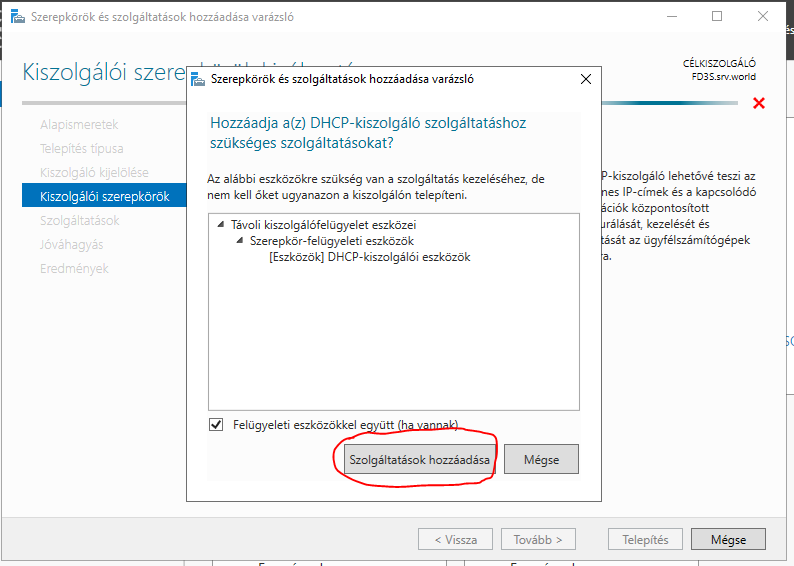 Szerepkörök és szolgáltatások hozzáadása varázsló
CÉLKISZOLGÁLÓ
FD3S.srv.world
Alapismeretek
Telepítés típusa
Kiszolgáló kijelölése
Kiszolgálói szerepkörök
Szolgáltatások
Jóváhagyás
Eredmények
Szerepkörök és szolgáltatások hozzáadása varázsló
Hozzáadja a(z) DHCP-kiszolgáló szolgáltatáshoz
szükséges szolgáltatásokat?
Az alábbi eszközökre szükség van a szolgáltatás kezeléséhez, de
nem kell őket ugyanazon a kiszolgálón telepíteni.
Távoli kiszolgálófelügyelet eszközei
Szerepkör-felügyeleti eszközök
[Eszközök] DHCP-kiszolgálói eszközök
Felügyeleti eszközökkel együtt (ha vannak)
Szolgáltatások hozzáadása
Mégse
P-kiszolgáló lehetővé teszi az
nes IP-címek és a kapcsolódó
ációk központosított
urálását, kezelését és
tását az ügyfélszámítógépek
ra.
< Vissza
Tovább >
Telepítés
Mégse